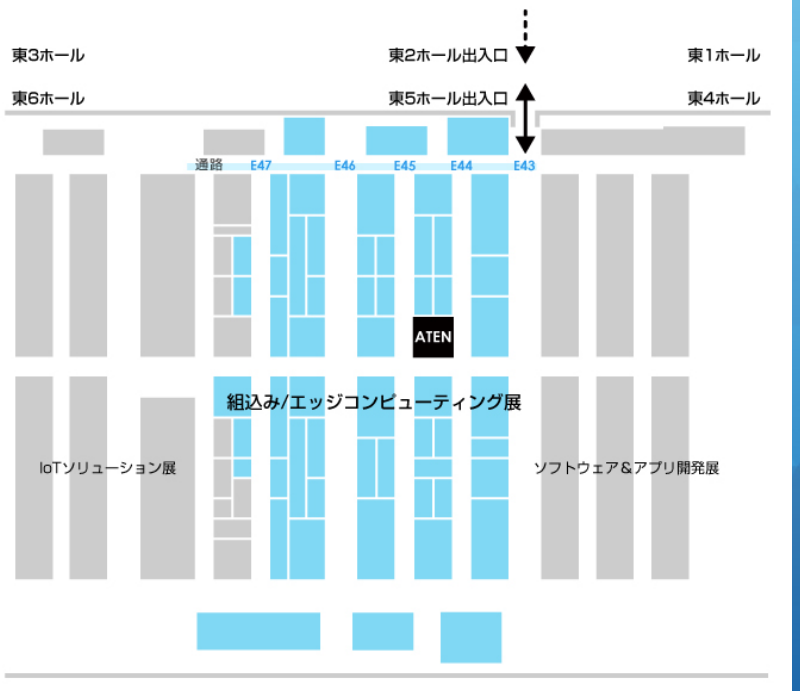 東3ホール 東2ホール出入口 東1ホール
東6ホール 東5ホール出入口 東4ホール
通路 E47 E46 E45 E44 E43
ATEN
組込み/エッジコンピューティング展
IoTソリューション展 ソフトウェア＆アプリ開発展